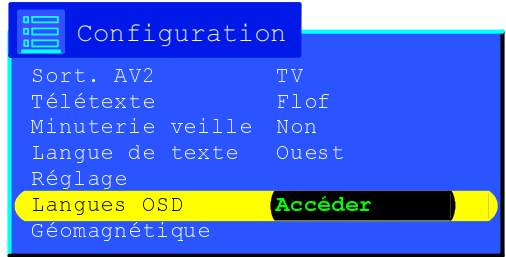 Configuration
Sort. AV2 TV
Télétexte Flof
Minuterie veille Non
Langue de texte Ouest
Réglage
Langues OSD Accéder
Géomagnétique